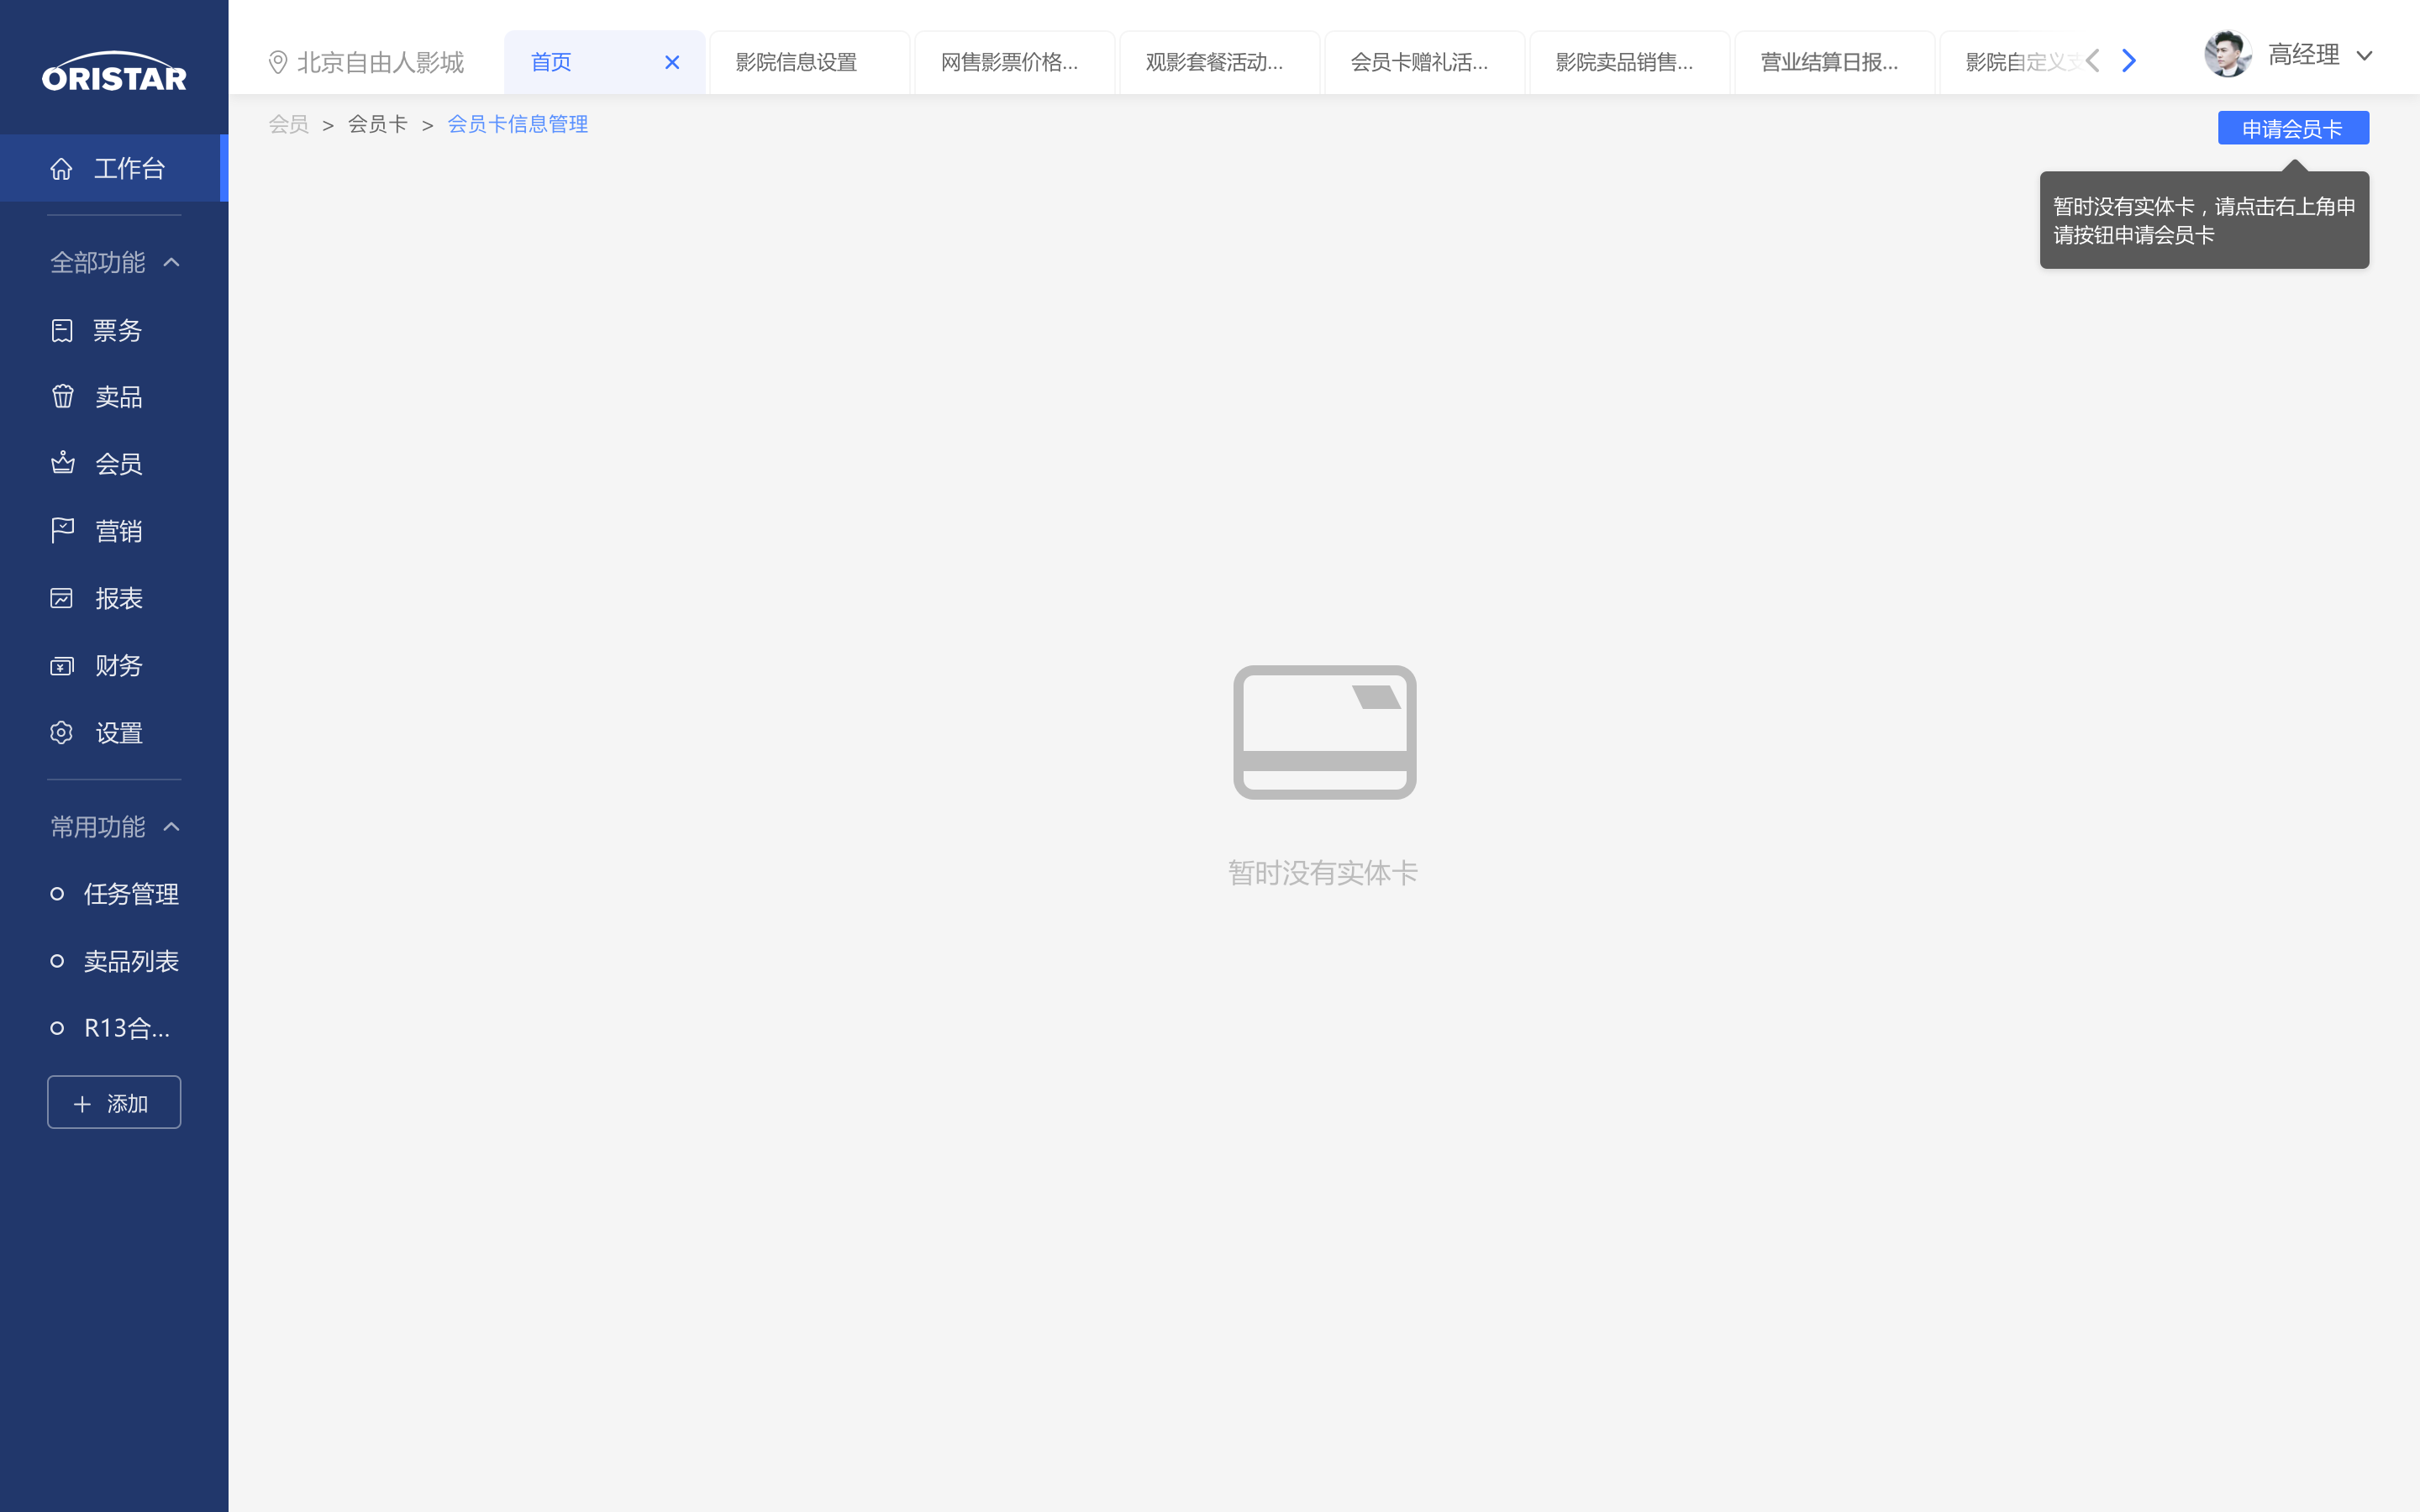 ORISTAR
北京自由人影城
首页
影院信息设置
网售影票价格...
观影套餐活动...
会员卡赠礼活...
影院卖品销售...
营业结算日报...
影院自定义支
高经理
会员 > 会员卡 > 会员卡信息管理
申请会员卡
暂时没有实体卡，请点击右上角申
请按钮申请会员卡
工作台
全部功能
票务
卖品
会员
营销
报表
财务
设置
常用功能
任务管理
卖品列表
R13合...
添加
暂时没有实体卡